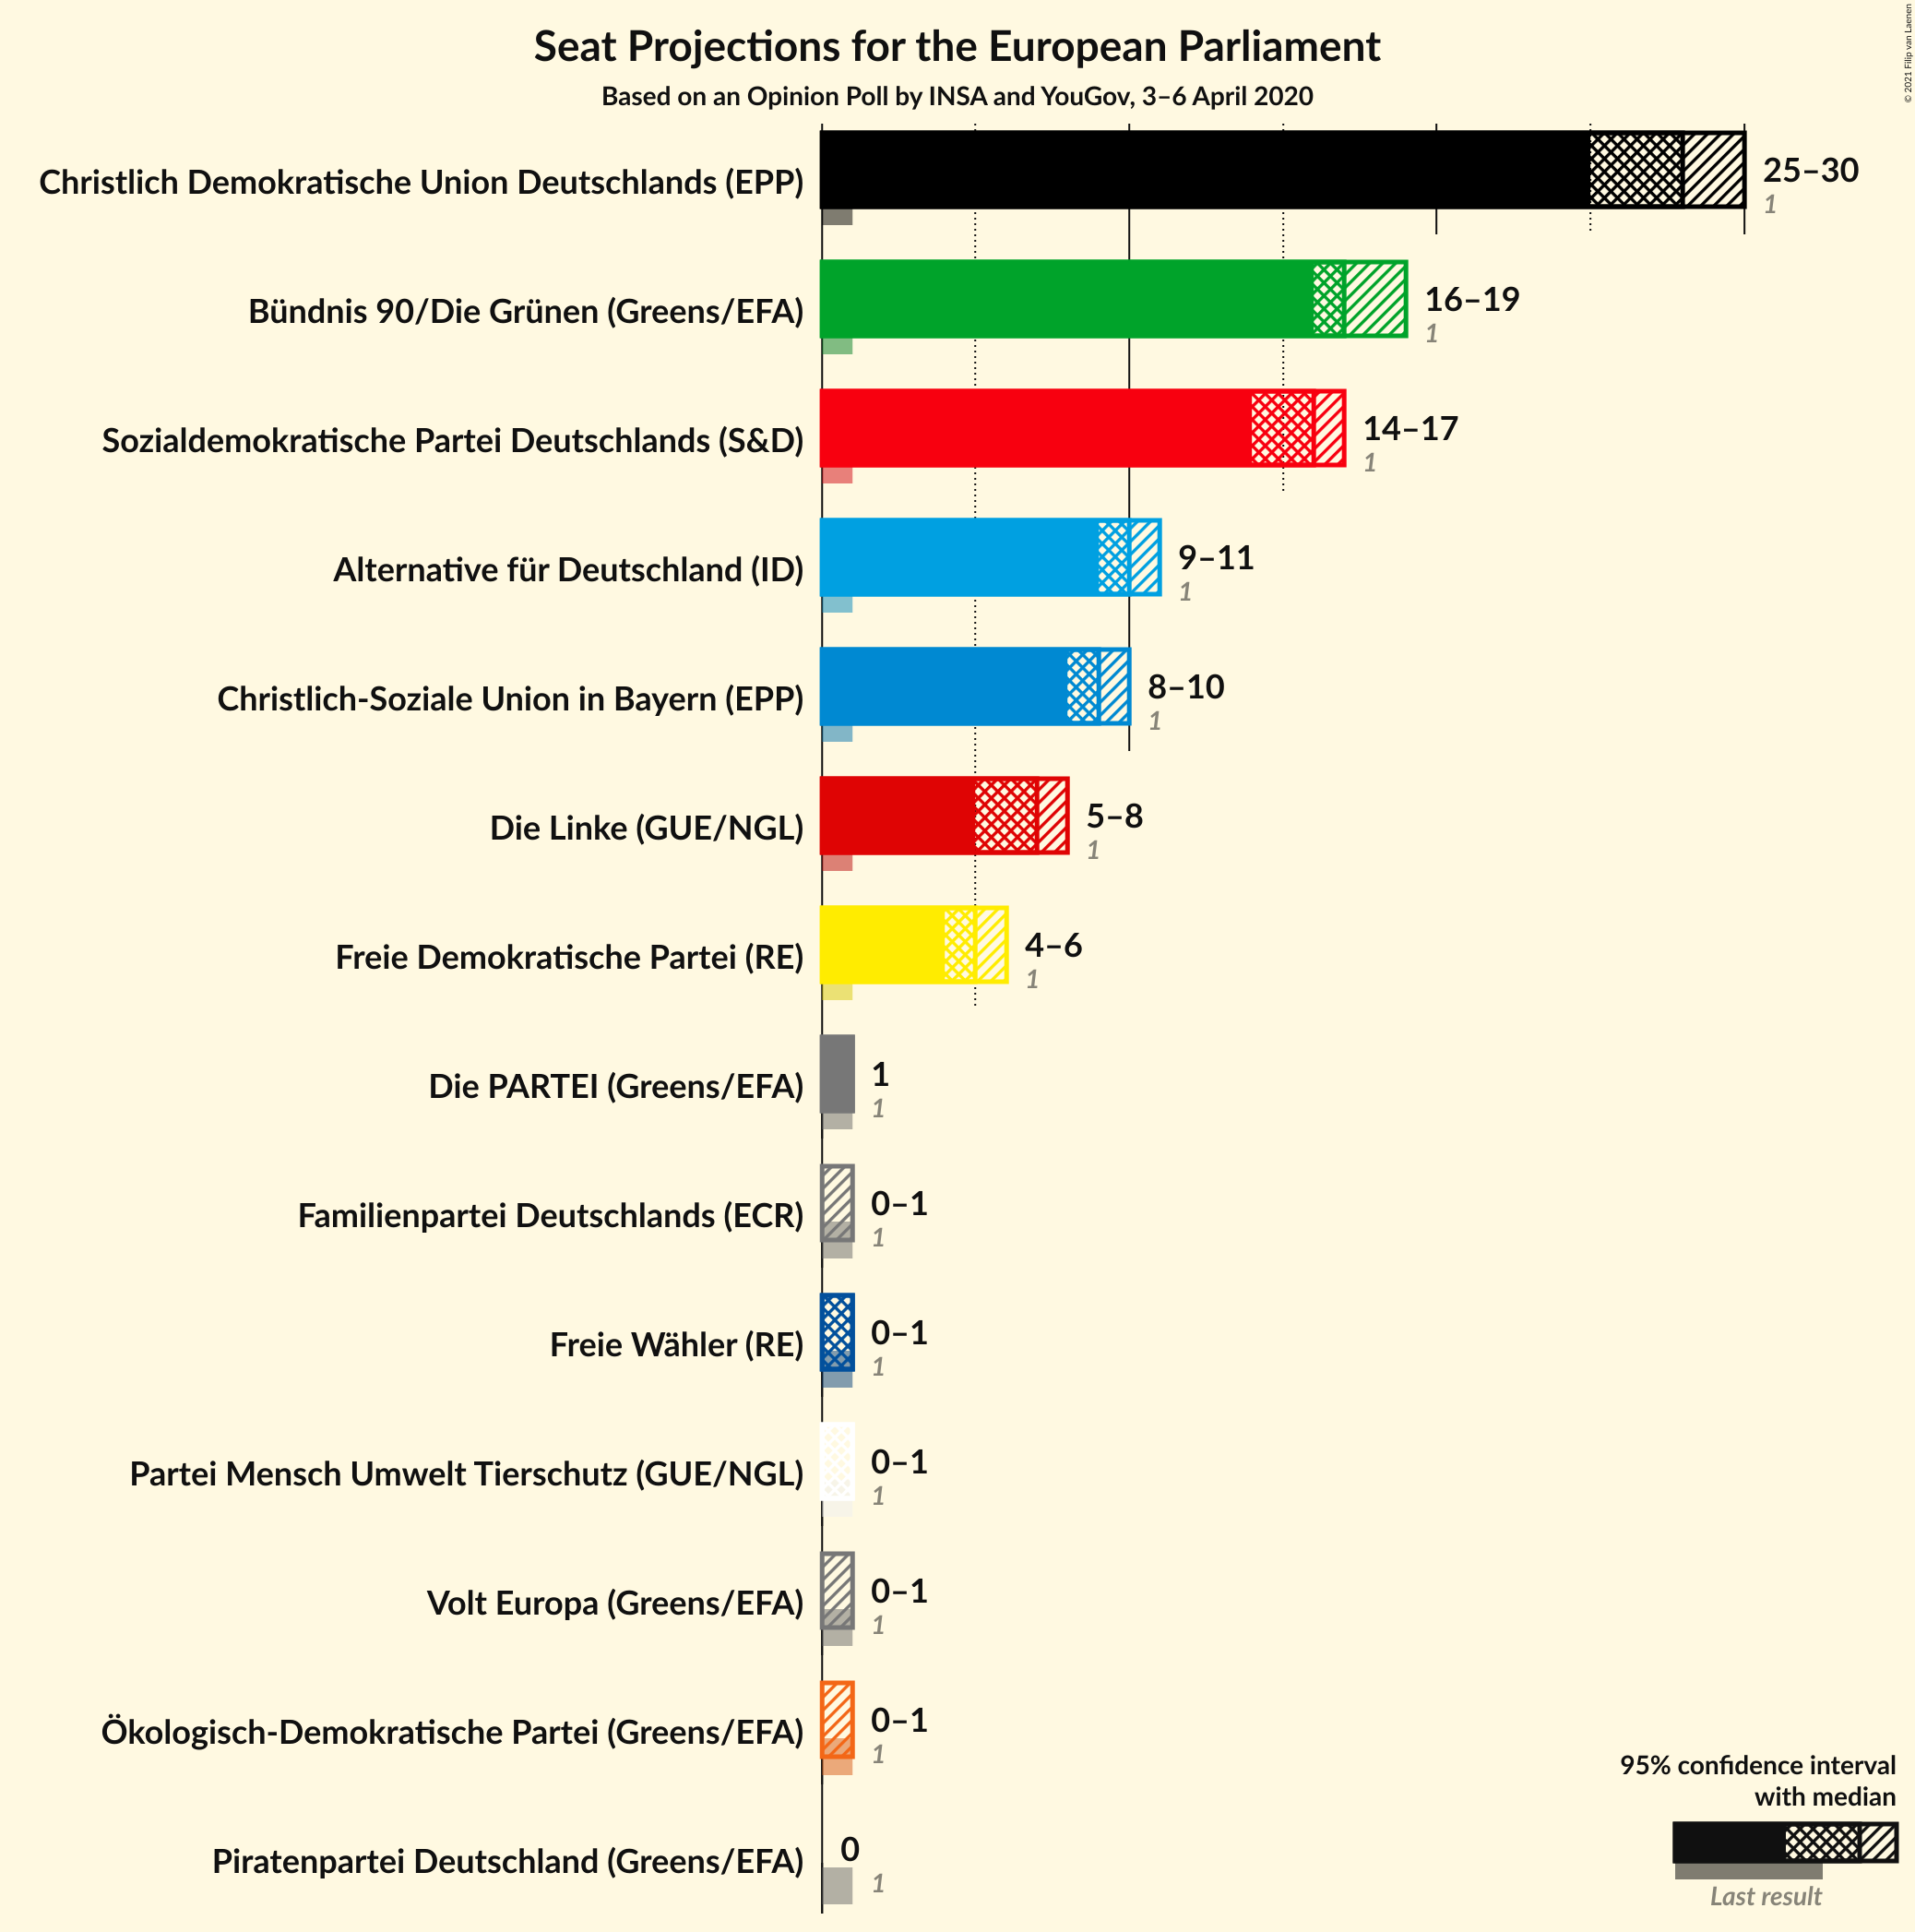 Seat Projections for the European Parliament
Based on an Opinion Poll by INSA and YouGov, 3–6 April 2020
© 2021 Filip van Laenen
Christlich Demokratische Union Deutschlands (EPP)
25–30
1
Bündnis 90/Die Grünen (Greens/EFA)
16–19
1
Sozialdemokratische Partei Deutschlands (S&D)
14–17
1
Alternative für Deutschland (ID)
9–11
1
Christlich-Soziale Union in Bayern (EPP)
8–10
1
Die Linke (GUE/NGL)
5–8
1
Freie Demokratische Partei (RE)
4–6
1
Die PARTEI (Greens/EFA)
1
1
Familienpartei Deutschlands (ECR)
0–1
1
Freie Wähler (RE)
0–1
1
Partei Mensch Umwelt Tierschutz (GUE/NGL)
0–1
1
Volt Europa (Greens/EFA)
0–1
1
Ökologisch-Demokratische Partei (Greens/EFA)
0–1
1
Piratenpartei Deutschland (Greens/EFA)
0
1
95% confidence interval
with median
Last result